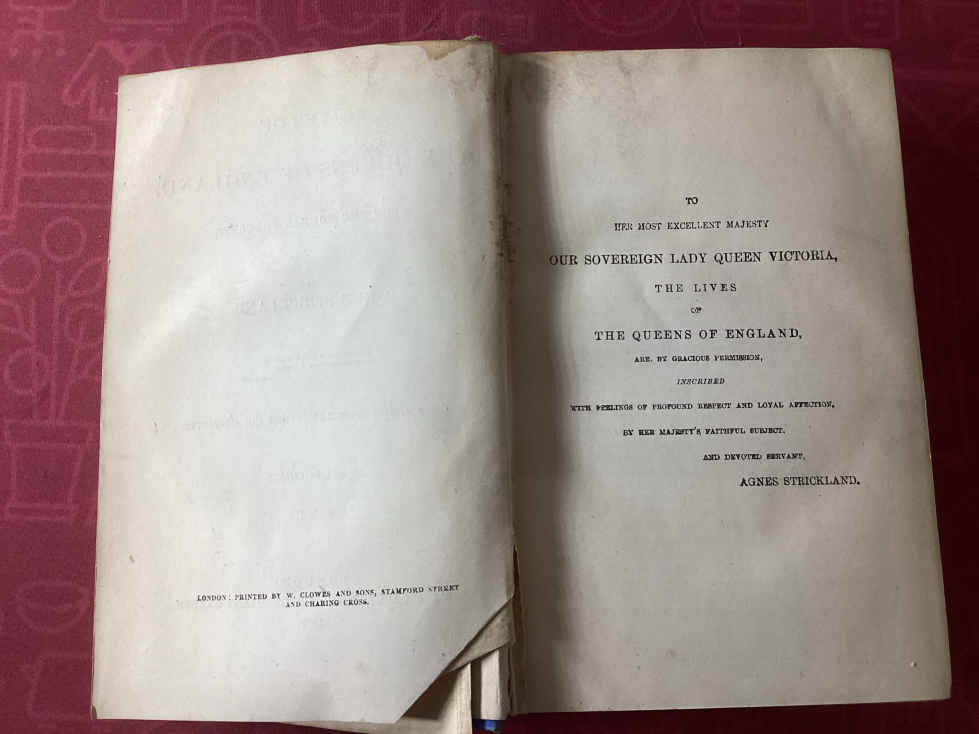 LONDON: PRINTED BY W. CLOWES AND SONS, STAMFORD STREET
AND CHARING CROSS.
TO
HER MOST EXCELLENT MAJESTY
OUR SOVEREIGN LADY QUEEN VICTORIA,
THE LIVES
OF
THE QUEENS OF ENGLAND,
ARE, BY GRACIOUS PERMISSION,
INSCRIBED
WITH FEELINGS OF PROFOUND RESPECT AND LOYAL AFFECTION,
BY HER MAJESTY'S FAITHFUL SUBJECT,
AND DEVOTED SERVANT,
AGNES STRICKLAND.